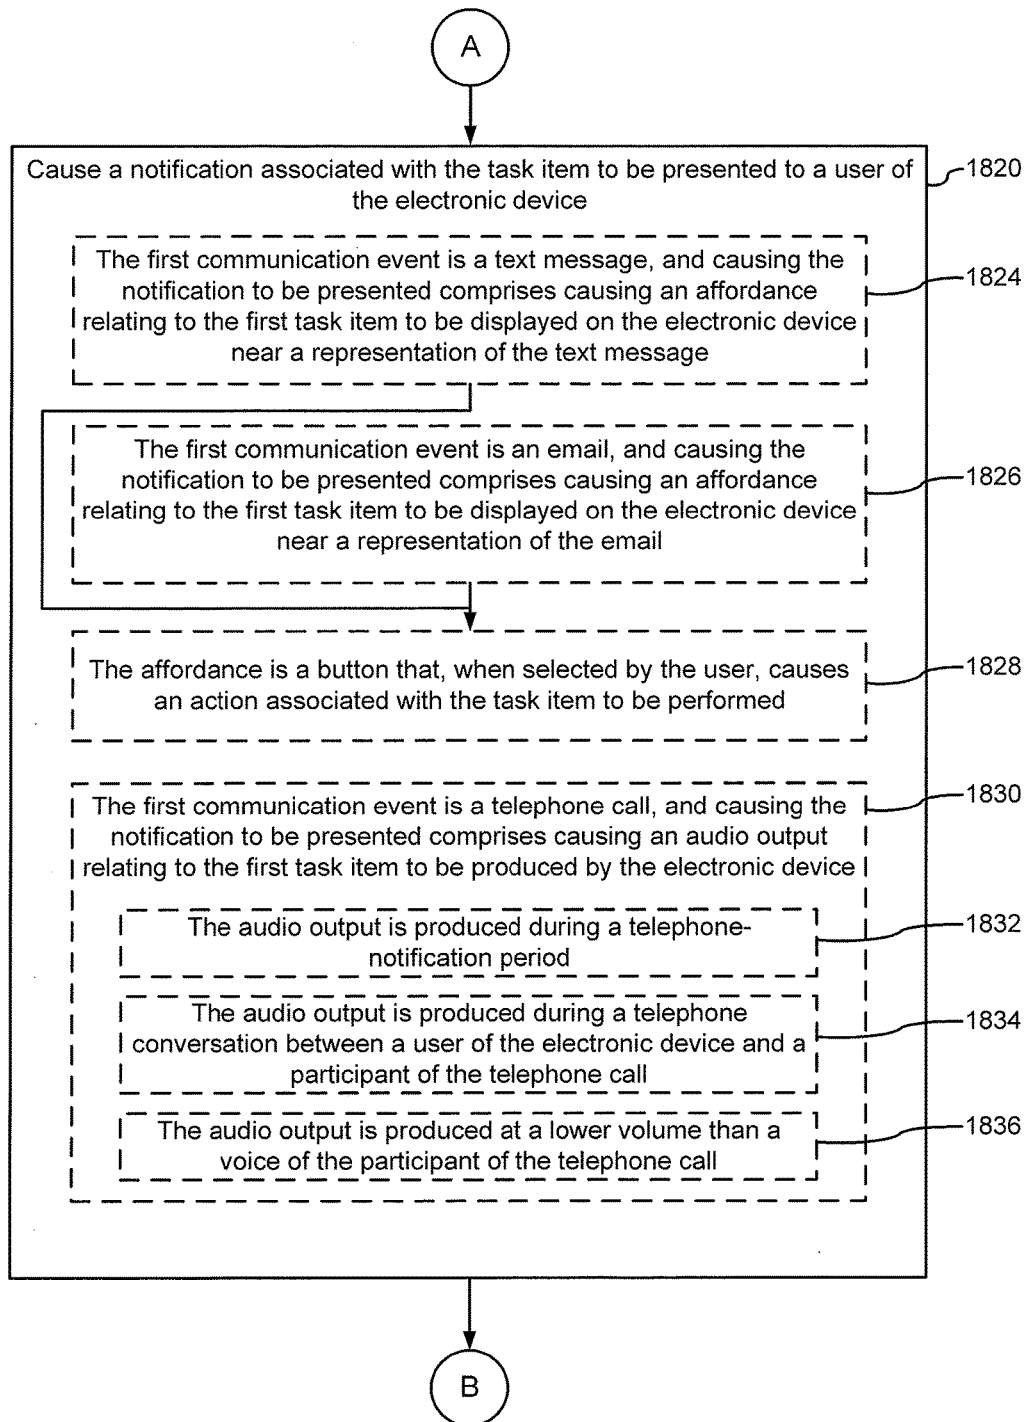 A
Cause a notification associated with the task item to be presented to a user of
the electronic device
1820
The first communication event is a text message, and causing the
notification to be presented comprises causing an affordance
relating to the first task item to be displayed on the electronic device
near a representation of the text message
1824
The first communication event is an email, and causing the
notification to be presented comprises causing an affordance
relating to the first task item to be displayed on the electronic device
near a representation of the email
1826
The affordance is a button that, when selected by the user, causes
an action associated with the task item to be performed
1828
The first communication event is a telephone call, and causing the
notification to be presented comprises causing an audio output
relating to the first task item to be produced by the electronic device
1830
The audio output is produced during a telephone-
notification period
1832
The audio output is produced during a telephone
conversation between a user of the electronic device and a
participant of the telephone call
1834
The audio output is produced at a lower volume than a
voice of the participant of the telephone call
1836
B